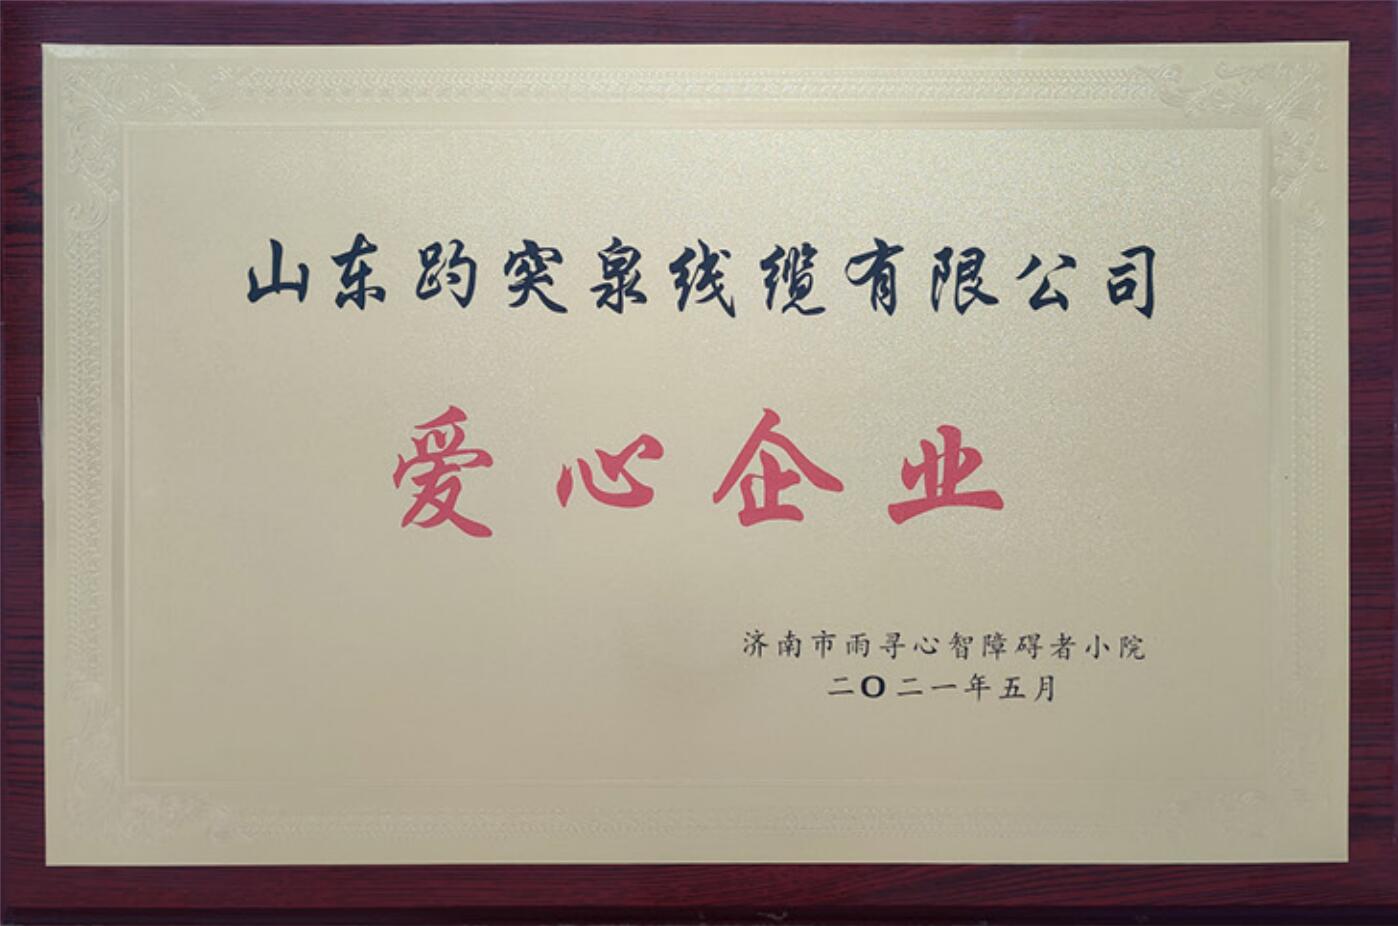 山东趵突泉线缆有限公司
爱心企业
济南市雨寻心智障碍者小院
二O二一年五月